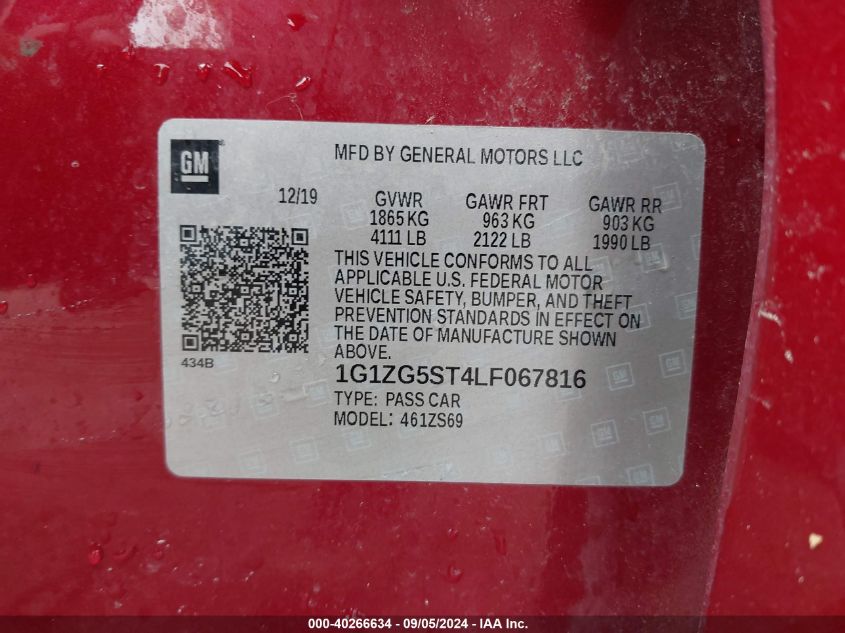 GM
MFD BY GENERAL MOTORS LLC
12/19 GVWR GAWR FRT GAWR RR
1865 KG 963 KG 903 KG
4111 LB 2122 LB 1990 LB
THIS VEHICLE CONFORMS TO ALL
APPLICABLE U.S. FEDERAL MOTOR
VEHICLE SAFETY, BUMPER, AND THEFT
PREVENTION STANDARDS IN EFFECT ON
THE DATE OF MANUFACTURE SHOWN
ABOVE.
434B
1G1ZG5ST4LF067816
TYPE: PASS CAR
MODEL: 461ZS69
000-40266634 - 09/05/2024 - IAA Inc.